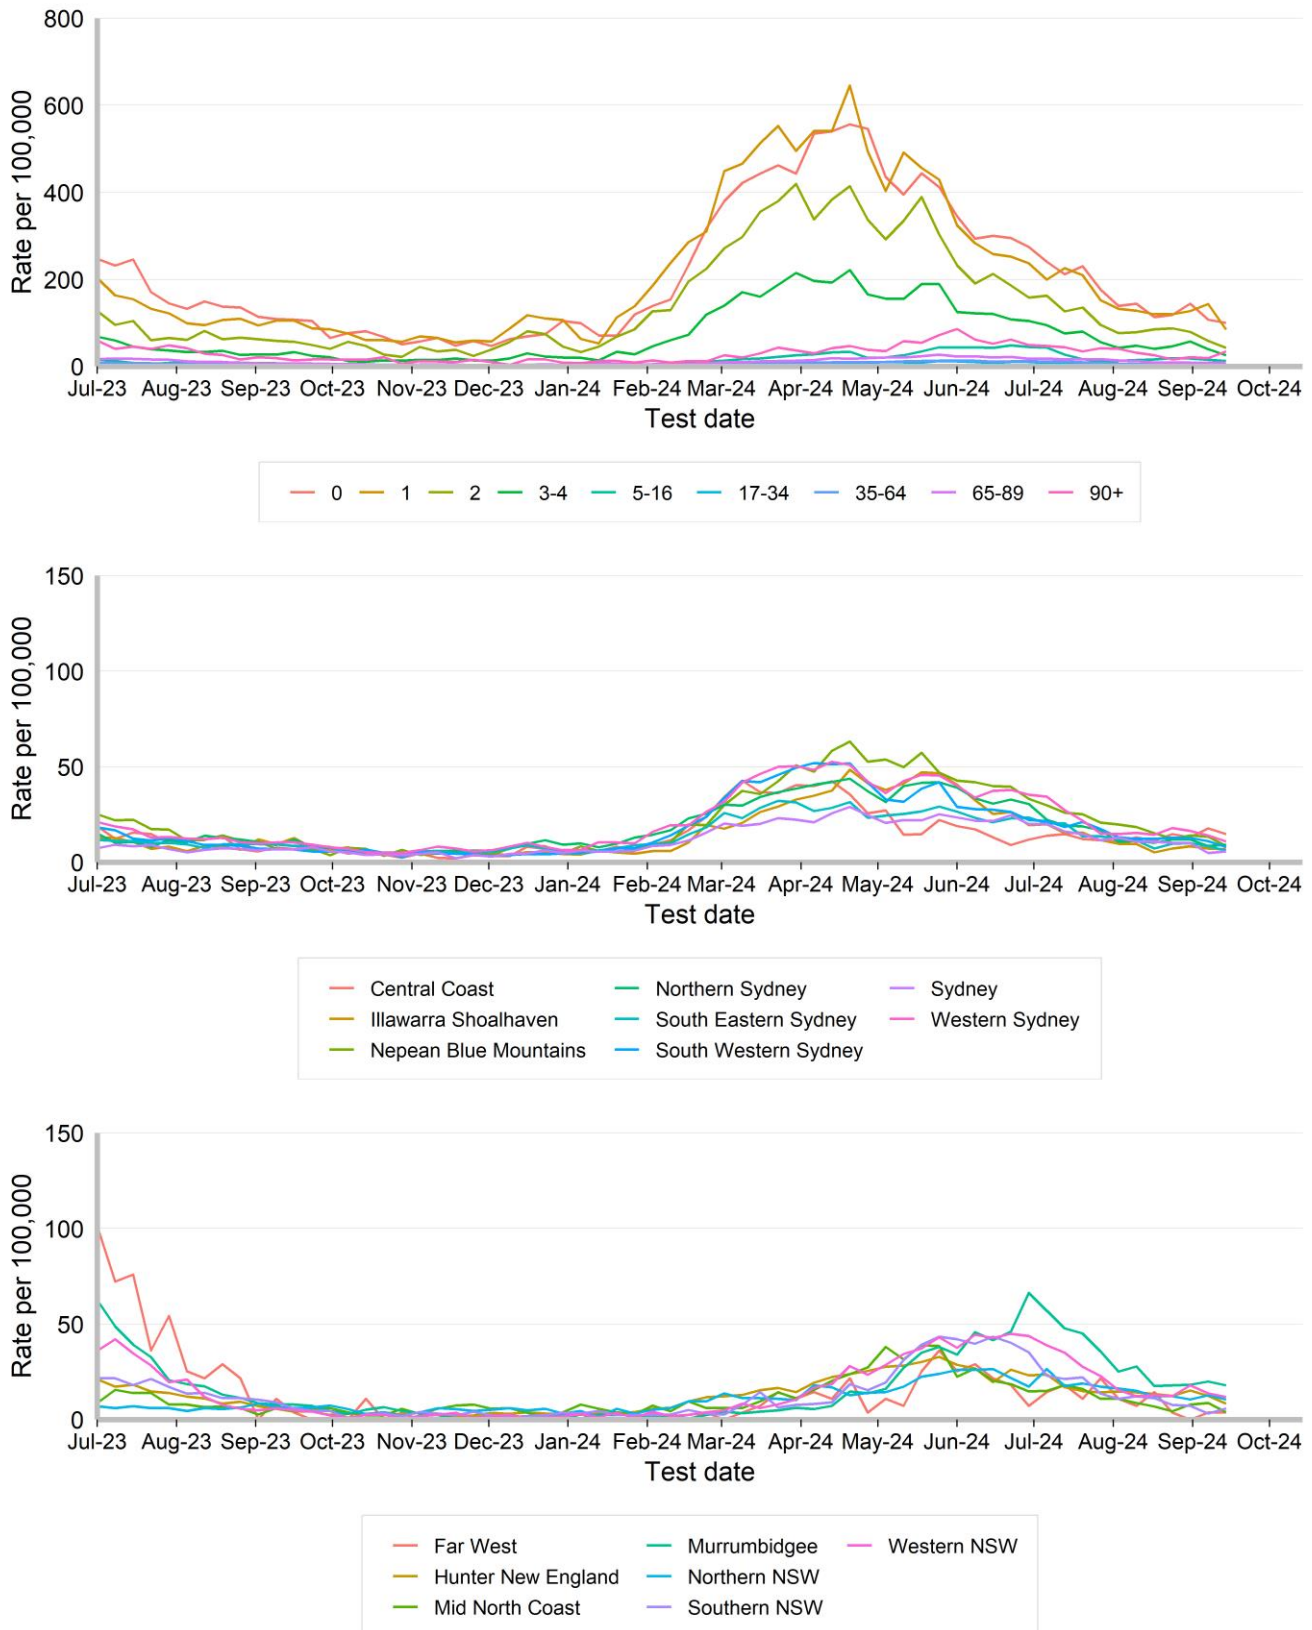 800
600
400
200
0
Rate per 100,000
Jul-23 Aug-23 Sep-23 Oct-23 Nov-23 Dec-23 Jan-24 Feb-24 Mar-24 Apr-24 May-24 Jun-24 Jul-24 Aug-24 Sep-24 Oct-24
Test date
0 1 2 3-4 5-16 17-34 35-64 65-89 90+
150
100
50
0
Rate per 100,000
Jul-23 Aug-23 Sep-23 Oct-23 Nov-23 Dec-23 Jan-24 Feb-24 Mar-24 Apr-24 May-24 Jun-24 Jul-24 Aug-24 Sep-24 Oct-24
Test date
Central Coast Northern Sydney Sydney
Illawarra Shoalhaven South Eastern Sydney Western Sydney
Nepean Blue Mountains South Western Sydney
150
100
50
0
Rate per 100,000
Jul-23 Aug-23 Sep-23 Oct-23 Nov-23 Dec-23 Jan-24 Feb-24 Mar-24 Apr-24 May-24 Jun-24 Jul-24 Aug-24 Sep-24 Oct-24
Test date
Far West Murrumbidgee Western NSW
Hunter New England Northern NSW
Mid North Coast Southern NSW